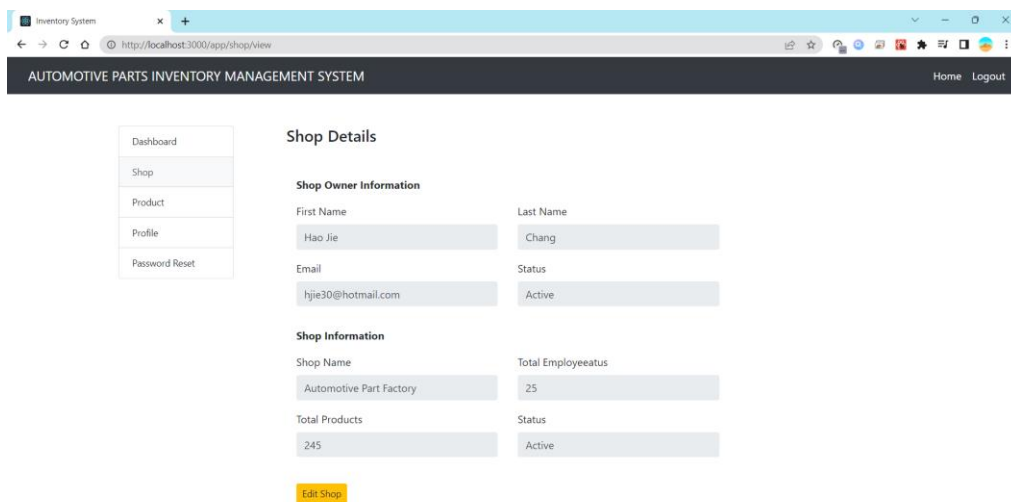 Inventory System
http://localhost:3000/app/shop/view
AUTOMOTIVE PARTS INVENTORY MANAGEMENT SYSTEM
Home Logout
Dashboard
Shop
Product
Profile
Password Reset
Shop Details
Shop Owner Information
First Name Last Name
Hao Jie Chang
Email Status
hjie30@hotmail.com Active
Shop Information
Shop Name Total Employeeatus
Automotive Part Factory 25
Total Products Status
245 Active
Edit Shop